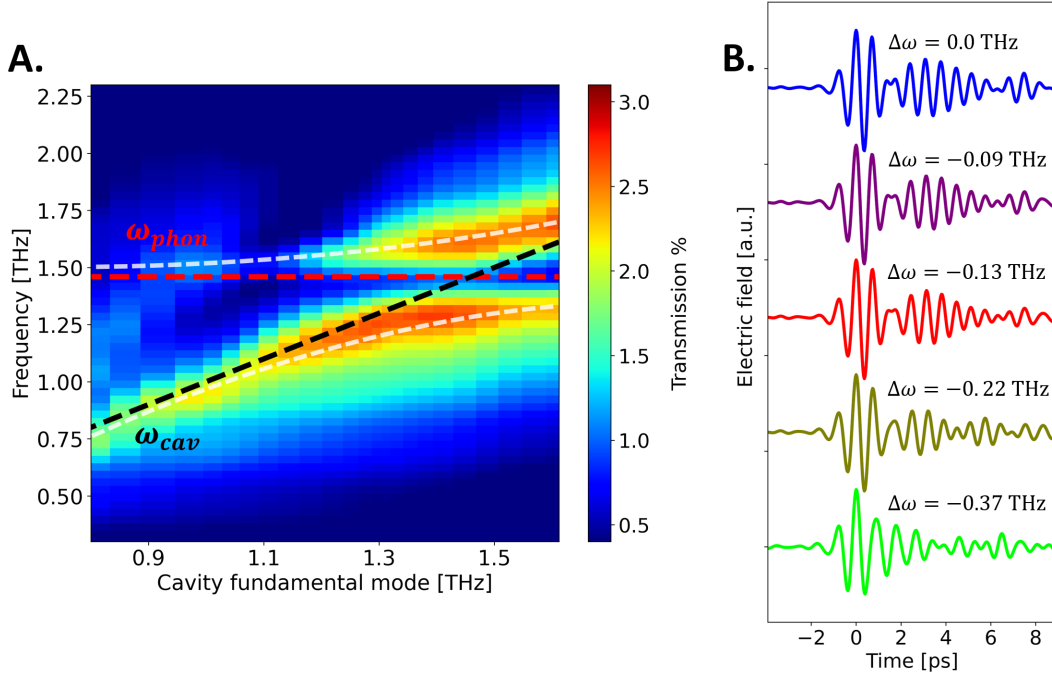 A.
2.25
2.00
1.75
1.50
1.25
1.00
0.75
0.50
Frequency [THz]
ω_phon
ω_cav
0.9
1.1
1.3
1.5
Cavity fundamental mode [THz]
3.0
2.5
2.0
1.5
1.0
0.5
Transmission %
B.
Δω = 0.0 THz
Δω = −0.09 THz
Δω = −0.13 THz
Δω = −0.22 THz
Δω = −0.37 THz
Electric field [a.u.]
−2
0
2
4
6
8
Time [ps]